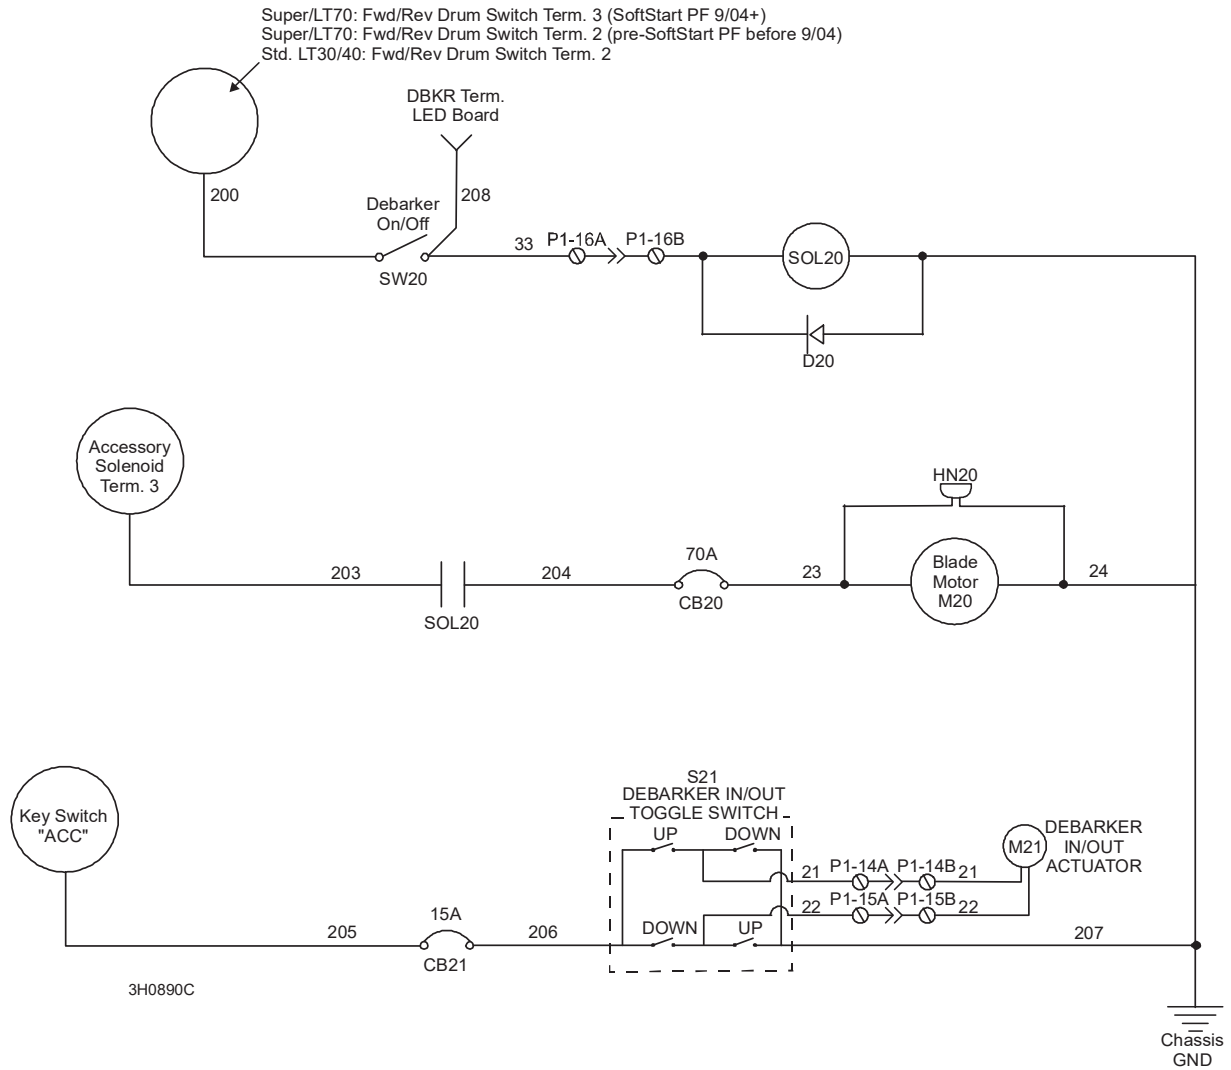 Super/LT70: Fwd/Rev Drum Switch Term. 3 (SoftStart PF 9/04+)
Super/LT70: Fwd/Rev Drum Switch Term. 2 (pre-SoftStart PF before 9/04)
Std. LT30/40: Fwd/Rev Drum Switch Term. 2
DBKR Term.
LED Board
200
208
Debarker
On/Off
SW20
33
P1-16A
P1-16B
SOL20
D20
Accessory
Solenoid
Term. 3
203
SOL20
204
70A
CB20
23
HN20
Blade
Motor
M20
24
Key Switch
"ACC"
205
15A
CB21
206
S21
DEBARKER IN/OUT
TOGGLE SWITCH
UP
DOWN
DOWN
UP
21
P1-14A
P1-14B
21
22
P1-15A
P1-15B
22
M21
DEBARKER
IN/OUT
ACTUATOR
207
3H0890C
Chassis
GND